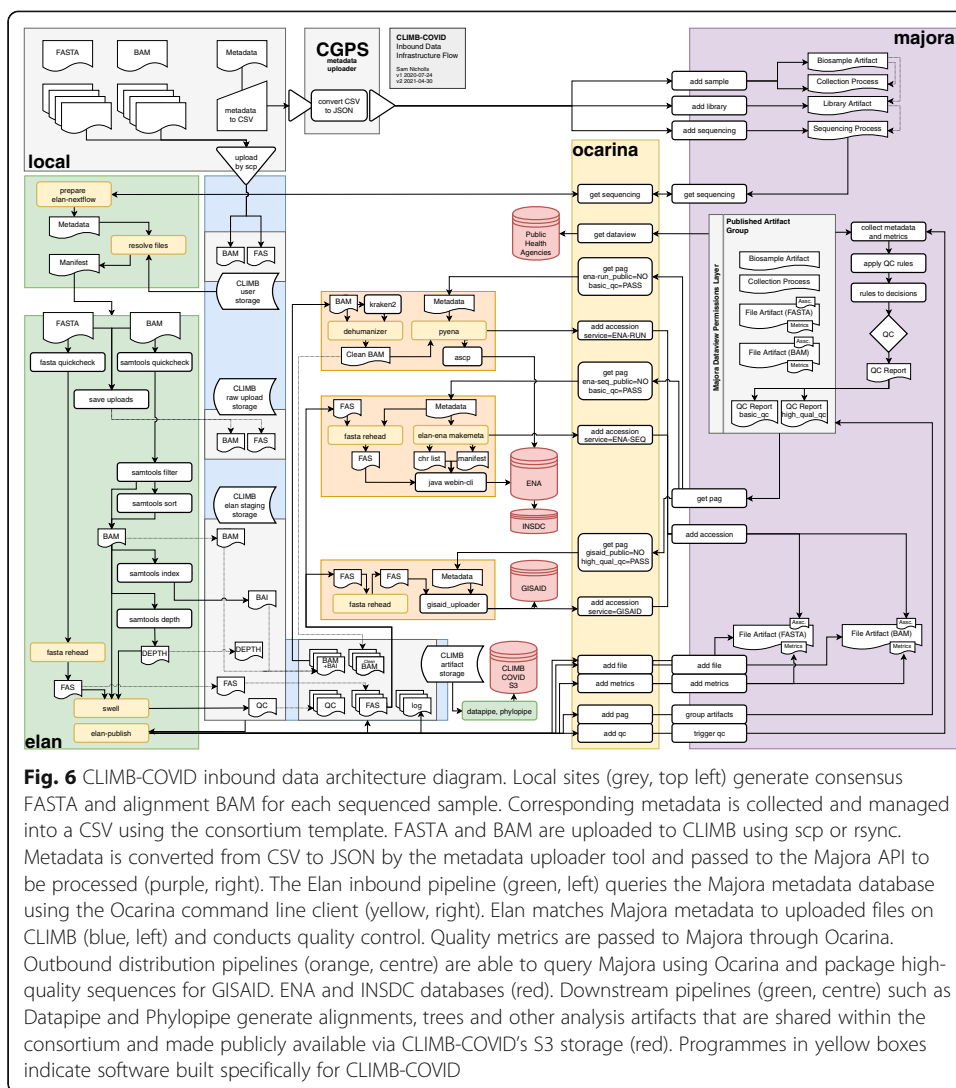 FASTA
BAM
Metadata
metadata
to CSV
local
upload
by scp
CGPS
metadata
uploader
convert CSV
to JSON
CLIMB-COVID
Inbound Data
Infrastructure Flow
Sam Nicholls
v1 2020-07-24
v2 2021-04-30
majora
add sample
add library
add sequencing
Biosample Artifact
Collection Process
Library Artifact
Sequencing Process
ocarina
get sequencing
get sequencing
prepare
elan-nextflow
Metadata
resolve files
Manifest
BAM
FAS
CLIMB
user
storage
Public
Health
Agencies
get dataview
Majora Dataview Permissions Layer
Published Artifact
Group
Biosample Artifact
Collection Process
Assc.
File Artifact (FASTA)
Metrics
Assc.
File Artifact (BAM)
Metrics
QC Report
basic_qc
QC Report
high_qual_qc
collect metadata
and metrics
apply QC rules
rules to decisions
QC
QC Report
get pag
ena-run_public=NO
basic_qc=PASS
BAM
kraken2
Metadata
dehumanizer
pyena
Clean BAM
ascp
add accession
service=ENA-RUN
FASTA
BAM
fasta quickcheck
samtools quickcheck
save uploads
CLIMB
raw upload
storage
BAM
FAS
get pag
ena-seq_public=NO
basic_qc=PASS
FAS
Metadata
fasta rehead
elan-ena makemeta
FAS
chr list
manifest
java webin-cli
add accession
service=ENA-SEQ
ENA
INSDC
samtools filter
samtools sort
BAM
samtools index
samtools depth
DEPTH
CLIMB
elan staging
storage
BAM
BAI
DEPTH
get pag
add accession
get pag
gisaid_public=NO
high_qual_qc=PASS
FAS
FAS
Metadata
fasta rehead
gisaid_uploader
GISAID
add accession
service=GISAID
Assc.
File Artifact (FASTA)
Metrics
Assc.
File Artifact (BAM)
Metrics
fasta rehead
FAS
FAS
swell
QC
elan-publish
elan
BAM
+BAI
Clean
BAM
QC
FAS
log
CLIMB
artifact
storage
CLIMB
COVID
S3
datapipe, phylopipe
add file
add file
add metrics
add metrics
add pag
group artifacts
add qc
trigger qc
Fig. 6 CLIMB-COVID inbound data architecture diagram. Local sites (grey, top left) generate consensus
FASTA and alignment BAM for each sequenced sample. Corresponding metadata is collected and managed
into a CSV using the consortium template. FASTA and BAM are uploaded to CLIMB using scp or rsync.
Metadata is converted from CSV to JSON by the metadata uploader tool and passed to the Majora API to
be processed (purple, right). The Elan inbound pipeline (green, left) queries the Majora metadata database
using the Ocarina command line client (yellow, right). Elan matches Majora metadata to uploaded files on
CLIMB (blue, left) and conducts quality control. Quality metrics are passed to Majora through Ocarina.
Outbound distribution pipelines (orange, centre) are able to query Majora using Ocarina and package high-
quality sequences for GISAID. ENA and INSDC databases (red). Downstream pipelines (green, centre) such as
Datapipe and Phylopipe generate alignments, trees and other analysis artifacts that are shared within the
consortium and made publicly available via CLIMB-COVID's S3 storage (red). Programmes in yellow boxes
indicate software built specifically for CLIMB-COVID